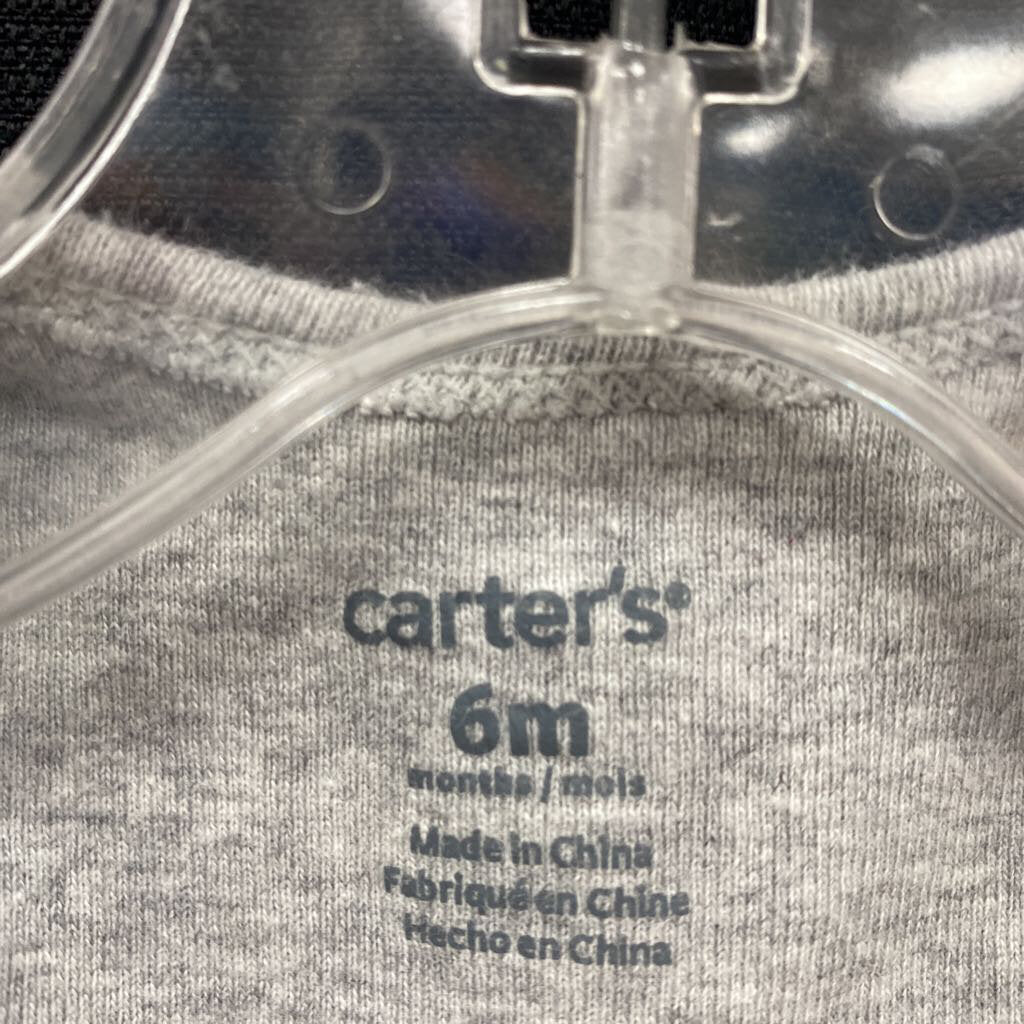 carter's®
6m
months / mois
Made in China
Fabriqué en Chine
Hecho en China